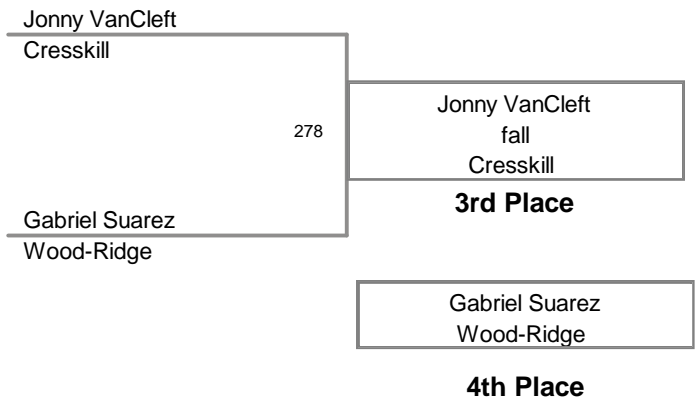 Jonny VanCleft
Cresskill
278
Jonny VanCleft
fall
Cresskill
3rd Place
Gabriel Suarez
Wood-Ridge
Gabriel Suarez
Wood-Ridge
4th Place